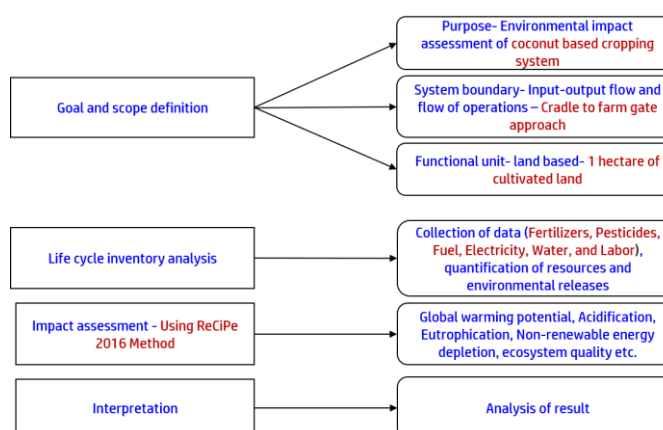 Purpose- Environmental impact
assessment of coconut based cropping
system
Goal and scope definition
System boundary- Input-output flow and
flow of operations – Cradle to farm gate
approach
Functional unit- land based- 1 hectare of
cultivated land
Life cycle inventory analysis
Collection of data (Fertilizers, Pesticides,
Fuel, Electricity, Water, and Labor),
quantification of resources and
environmental releases
Impact assessment - Using ReCiPe
2016 Method
Global warming potential, Acidification,
Eutrophication, Non-renewable energy
depletion, ecosystem quality etc.
Interpretation
Analysis of result